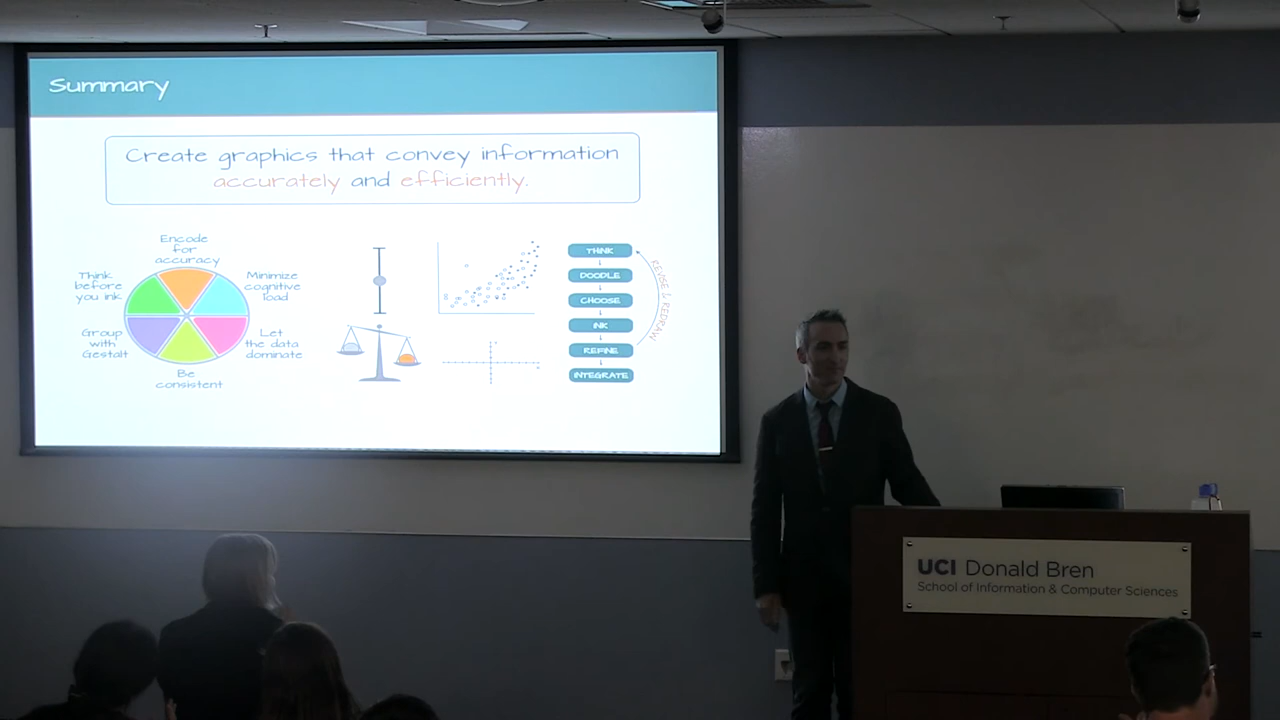 Summary
Create graphics that convey information
accurately and efficiently.
Encode
for
accuracy
Think
before
you ink
Minimize
cognitive
load
Group
with
Gestalt
Let
the data
dominate
Be
consistent
THINK
DOODLE
CHOOSE
INK
REFINE
INTEGRATE
REVISE & REDRAW
UCI Donald Bren
School of Information & Computer Sciences